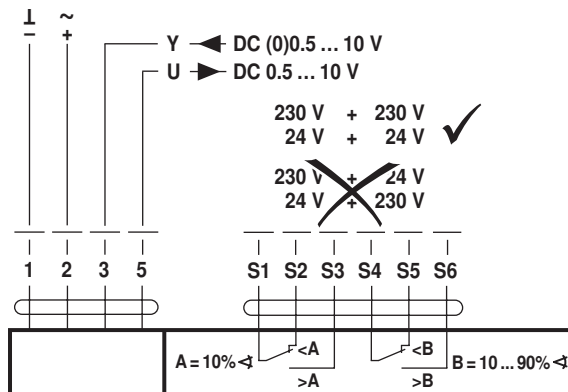 ⊥ ~
− +
Y DC (0)0.5 ... 10 V
U DC 0.5 ... 10 V
230 V + 230 V
24 V + 24 V
230 V + 24 V
24 V + 230 V
1 2 3 5 S1 S2 S3 S4 S5 S6
A = 10% ∢ <A <B B = 10 ... 90% ∢
>A >B